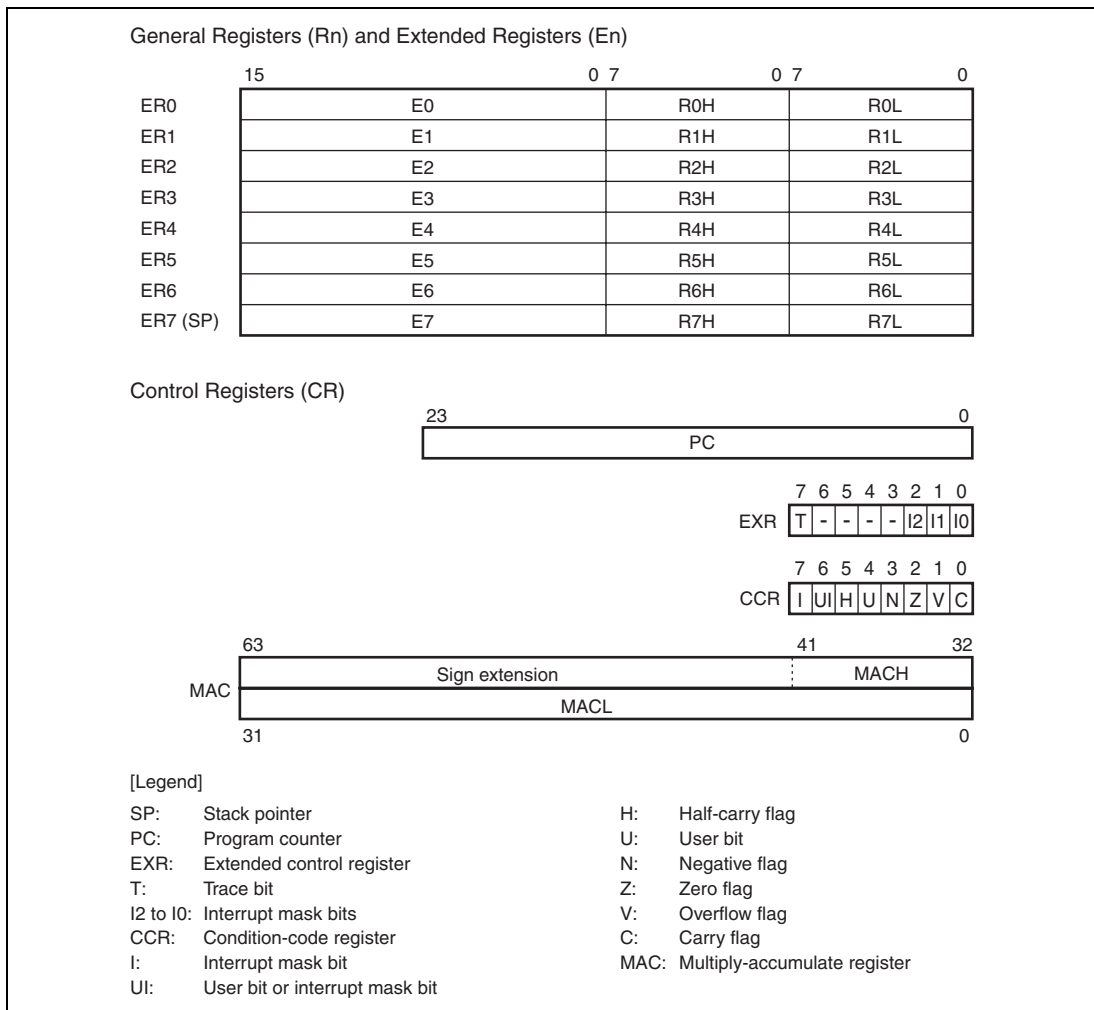 General Registers (Rn) and Extended Registers (En)
15 0 7 0 7 0
ER0 E0 R0H R0L
ER1 E1 R1H R1L
ER2 E2 R2H R2L
ER3 E3 R3H R3L
ER4 E4 R4H R4L
ER5 E5 R5H R5L
ER6 E6 R6H R6L
ER7 (SP) E7 R7H R7L
Control Registers (CR)
23 0
PC
7 6 5 4 3 2 1 0
EXR T - - - - I2 I1 I0
7 6 5 4 3 2 1 0
CCR I UI H U N Z V C
63 41 32
Sign extension MACH
MAC
MACL
31 0
[Legend]
SP: Stack pointer
PC: Program counter
EXR: Extended control register
T: Trace bit
I2 to I0: Interrupt mask bits
CCR: Condition-code register
I: Interrupt mask bit
UI: User bit or interrupt mask bit
H: Half-carry flag
U: User bit
N: Negative flag
Z: Zero flag
V: Overflow flag
C: Carry flag
MAC: Multiply-accumulate register